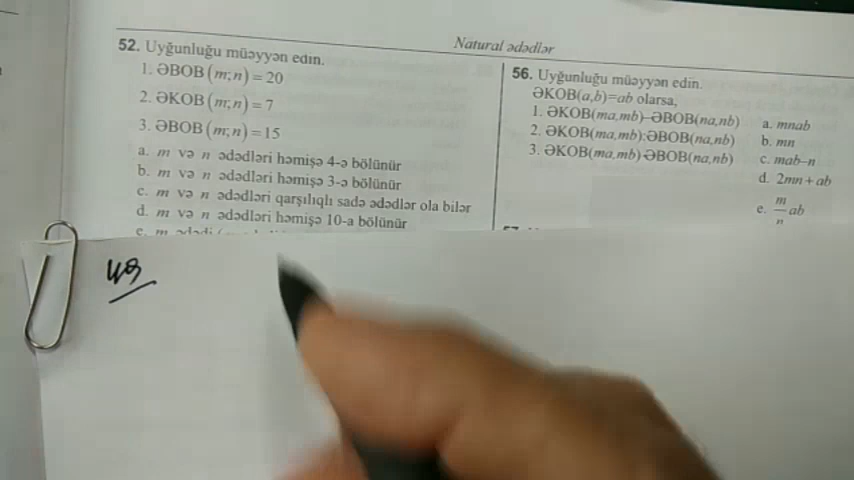 Natural ədədlər
52. Uyğunluğu müəyyən edin.
1. ƏBOB (m; n) = 20
2. ƏKOB (m; n) = 7
3. ƏBOB (m; n) = 15
a. m və n ədədləri həmişə 4-ə bölünür
b. m və n ədədləri həmişə 3-ə bölünür
c. m və n ədədləri qarşılıqlı sadə ədədlər ola bilər
d. m və n ədədləri həmişə 10-a bölünür
e. m ədədi
56. Uyğunluğu müəyyən edin.
ƏKOB(a,b)=ab olarsa,
1. ƏKOB(ma,mb)–ƏBOB(na,nb)
2. ƏKOB(ma,mb):ƏBOB(na,nb)
3. ƏKOB(ma,mb)·ƏBOB(na,nb)
a. mnab
b. mn
c. mab–n
d. 2mn + ab
e. m/n ab